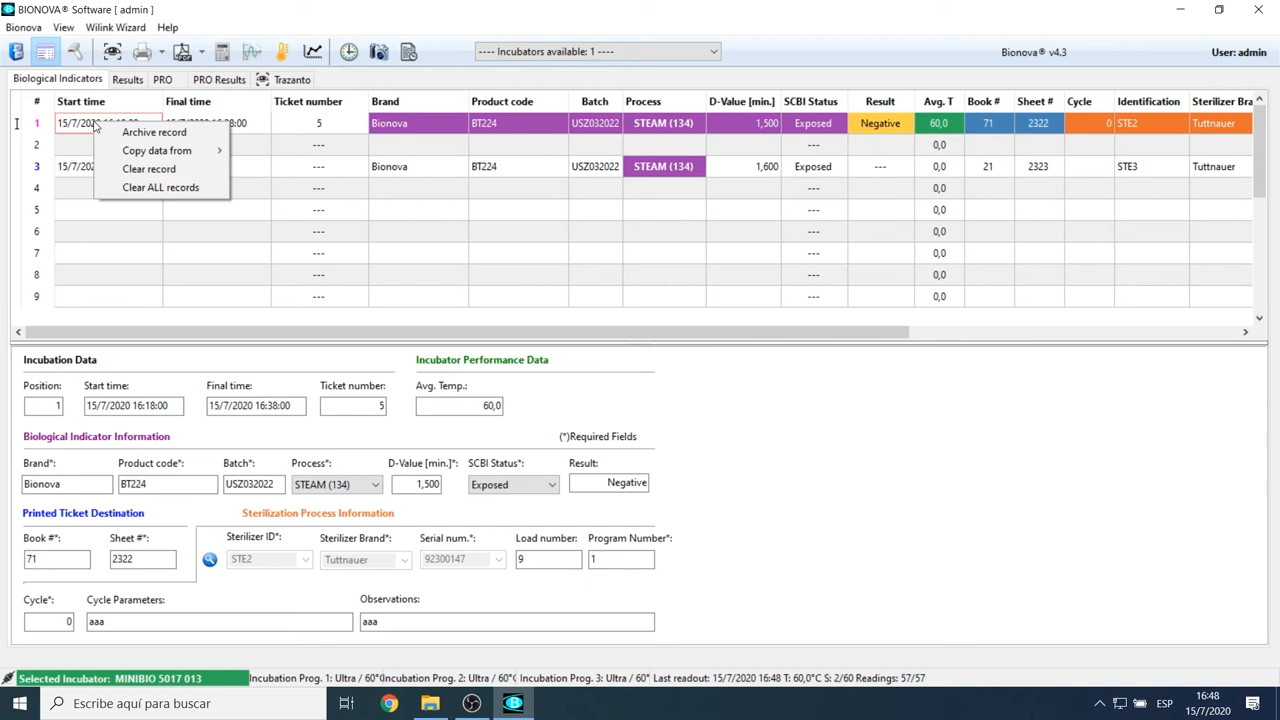 BIONOVA® Software [ admin ]
Bionova View Wilink Wizard Help
---- Incubators available: 1 ----
Bionova® v4.3
User: admin
Biological Indicators Results PRO PRO Results Trazanto
# Start time Final time Ticket number Brand Product code Batch Process D-Value [min.] SCBI Status Result Avg. T Book # Sheet # Cycle Identification Sterilizer Bra
1 5 Bionova BT224 USZ032022 STEAM (134) 1,500 Exposed Negative 60,0 71 2322 0 STE2 Tuttnauer
2 --- --- 0,0
3 15/7/202 --- Bionova BT224 USZ032022 STEAM (134) 1,600 Exposed --- 0,0 21 2323 STE3 Tuttnauer
4 --- --- 0,0
5 --- --- 0,0
6 --- --- 0,0
7 --- --- 0,0
8 --- --- 0,0
9 --- --- 0,0
Archive record
Copy data from
Clear record
Clear ALL records
Incubation Data Incubator Performance Data
Position: Start time: Final time: Ticket number: Avg. Temp.:
1 15/7/2020 16:18:00 15/7/2020 16:38:00 5 60,0
Biological Indicator Information (*)Required Fields
Brand*: Product code*: Batch*: Process*: D-Value [min.]*: SCBI Status*: Result:
Bionova BT224 USZ032022 STEAM (134) 1,500 Exposed Negative
Printed Ticket Destination Sterilization Process Information
Book #*: Sheet #*: Sterilizer ID*: Sterilizer Brand*: Serial num.*: Load number: Program Number*:
71 2322 STE2 Tuttnauer 92300147 9 1
Cycle*: Cycle Parameters: Observations:
0 aaa aaa
Selected Incubator: MINIBIO 5017 013 Incubation Prog. 1: Ultra / 60°( Incubation Prog. 2: Ultra / 60°( Incubation Prog. 3: Ultra / 60° Last readout: 15/7/2020 16:48 T: 60,0°C S: 2/60 Readings: 57/57
Escribe aquí para buscar
ESP
16:48
15/7/2020